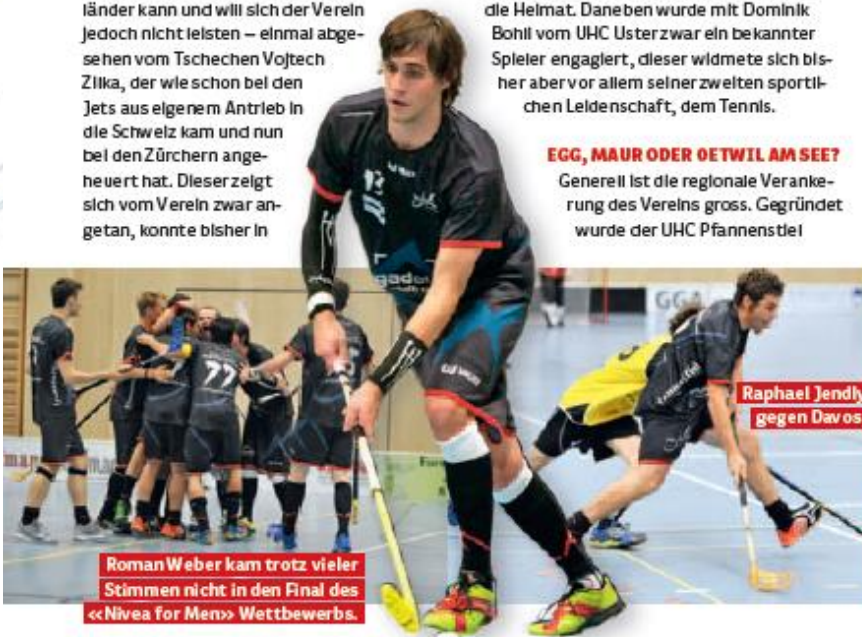 länder kann und will sich der Verein
jedoch nicht leisten – einmal abge-
sehen vom Tschechen Vojtech
Zilka, der wie schon bei den
Jets aus eigenem Antrieb in
die Schweiz kam und nun
bei den Zürchern ange-
heuert hat. Dieser zeigt
sich vom Verein zwar an-
getan, konnte bisher in
die Heimat. Daneben wurde mit Dominik
Bohli vom UHC Uster zwar ein bekannter
Spieler engagiert, dieser widmete sich bis-
her aber vor allem seiner zweiten sportli-
chen Leidenschaft, dem Tennis.
EGG, MAUR ODER OETWIL AM SEE?
Generell ist die regionale Veranke-
rung des Vereins gross. Gegründet
wurde der UHC Pfannenstiel
13
gado
77
GGA
Raphael Jendly
gegen Davos
Roman Weber kam trotz vieler
Stimmen nicht in den Final des
«Nivea for Men» Wettbewerbs.